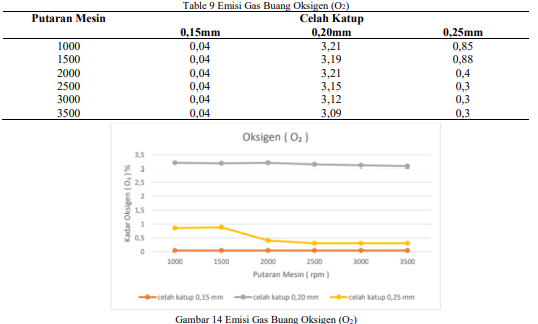 Table 9 Emisi Gas Buang Oksigen (O₂)
Putaran Mesin Celah Katup
0,15mm 0,20mm 0,25mm
1000 0,04 3,21 0,85
1500 0,04 3,19 0,88
2000 0,04 3,21 0,4
2500 0,04 3,15 0,3
3000 0,04 3,12 0,3
3500 0,04 3,09 0,3
Oksigen ( O₂ )
Kadar Oksigen ( O₂ )%
3,5
3
2,5
2
1,5
1
0,5
0
1000 1500 2000 2500 3000 3500
Putaran Mesin ( rpm )
celah katup 0,15 mm celah katup 0,20 mm celah katup 0,25 mm
Gambar 14 Emisi Gas Buang Oksigen (O₂)